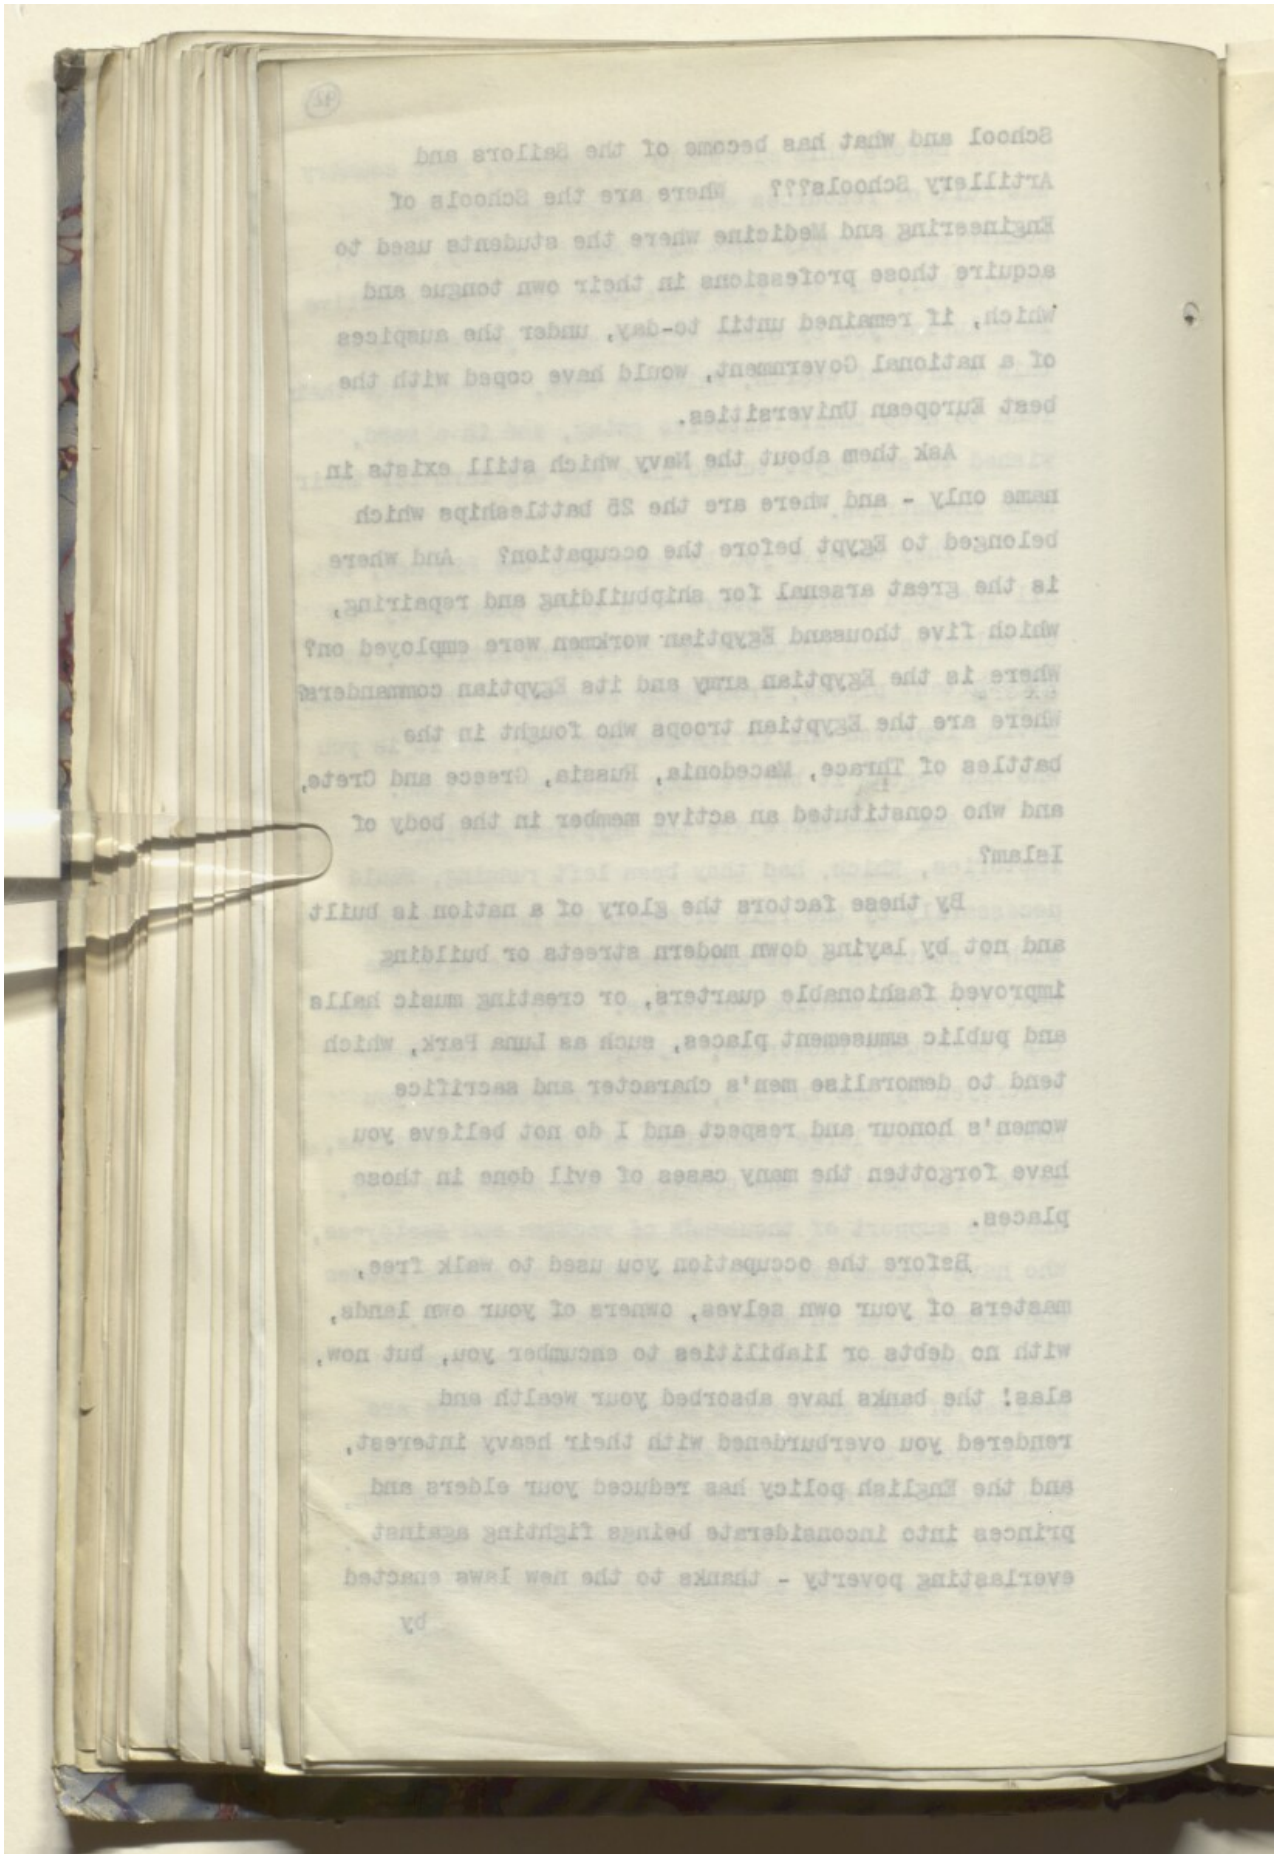 School and what has become of the Sailors and
Artillery Schools??? Where are the Schools of
Engineering and Medicine where the students used to
acquire those professions in their own tongue and
which, if remained until to-day, under the auspices
of a national Government, would have coped with the
best European Universities.
Ask them about the Navy which still exists in
name only - and where are the 25 battleships which
belonged to Egypt before the occupation? And where
is the great arsenal for shipbuilding and repairing,
which five thousand Egyptian workmen were employed on?
Where is the Egyptian army and its Egyptian commanders?
Where are the Egyptian troops who fought in the
battles of Thrace, Macedonia, Russia, Greece and Crete,
and who constituted an active member in the body of
Islam?
By these factors the glory of a nation is built
and not by laying down modern streets or building
improved fashionable quarters, or creating music halls
and public amusement places, such as Luna Park, which
tend to demoralise men's character and sacrifice
women's honour and respect and I do not believe you
have forgotten the many cases of evil done in those
places.
Before the occupation you used to walk free,
masters of your own selves, owners of your own lands,
with no debts or liabilities to encumber you, but now,
alas! the banks have absorbed your wealth and
rendered you overburdened with their heavy interest,
and the English policy has reduced your elders and
princes into inconsiderate beings fighting against
everlasting poverty - thanks to the new laws enacted
by